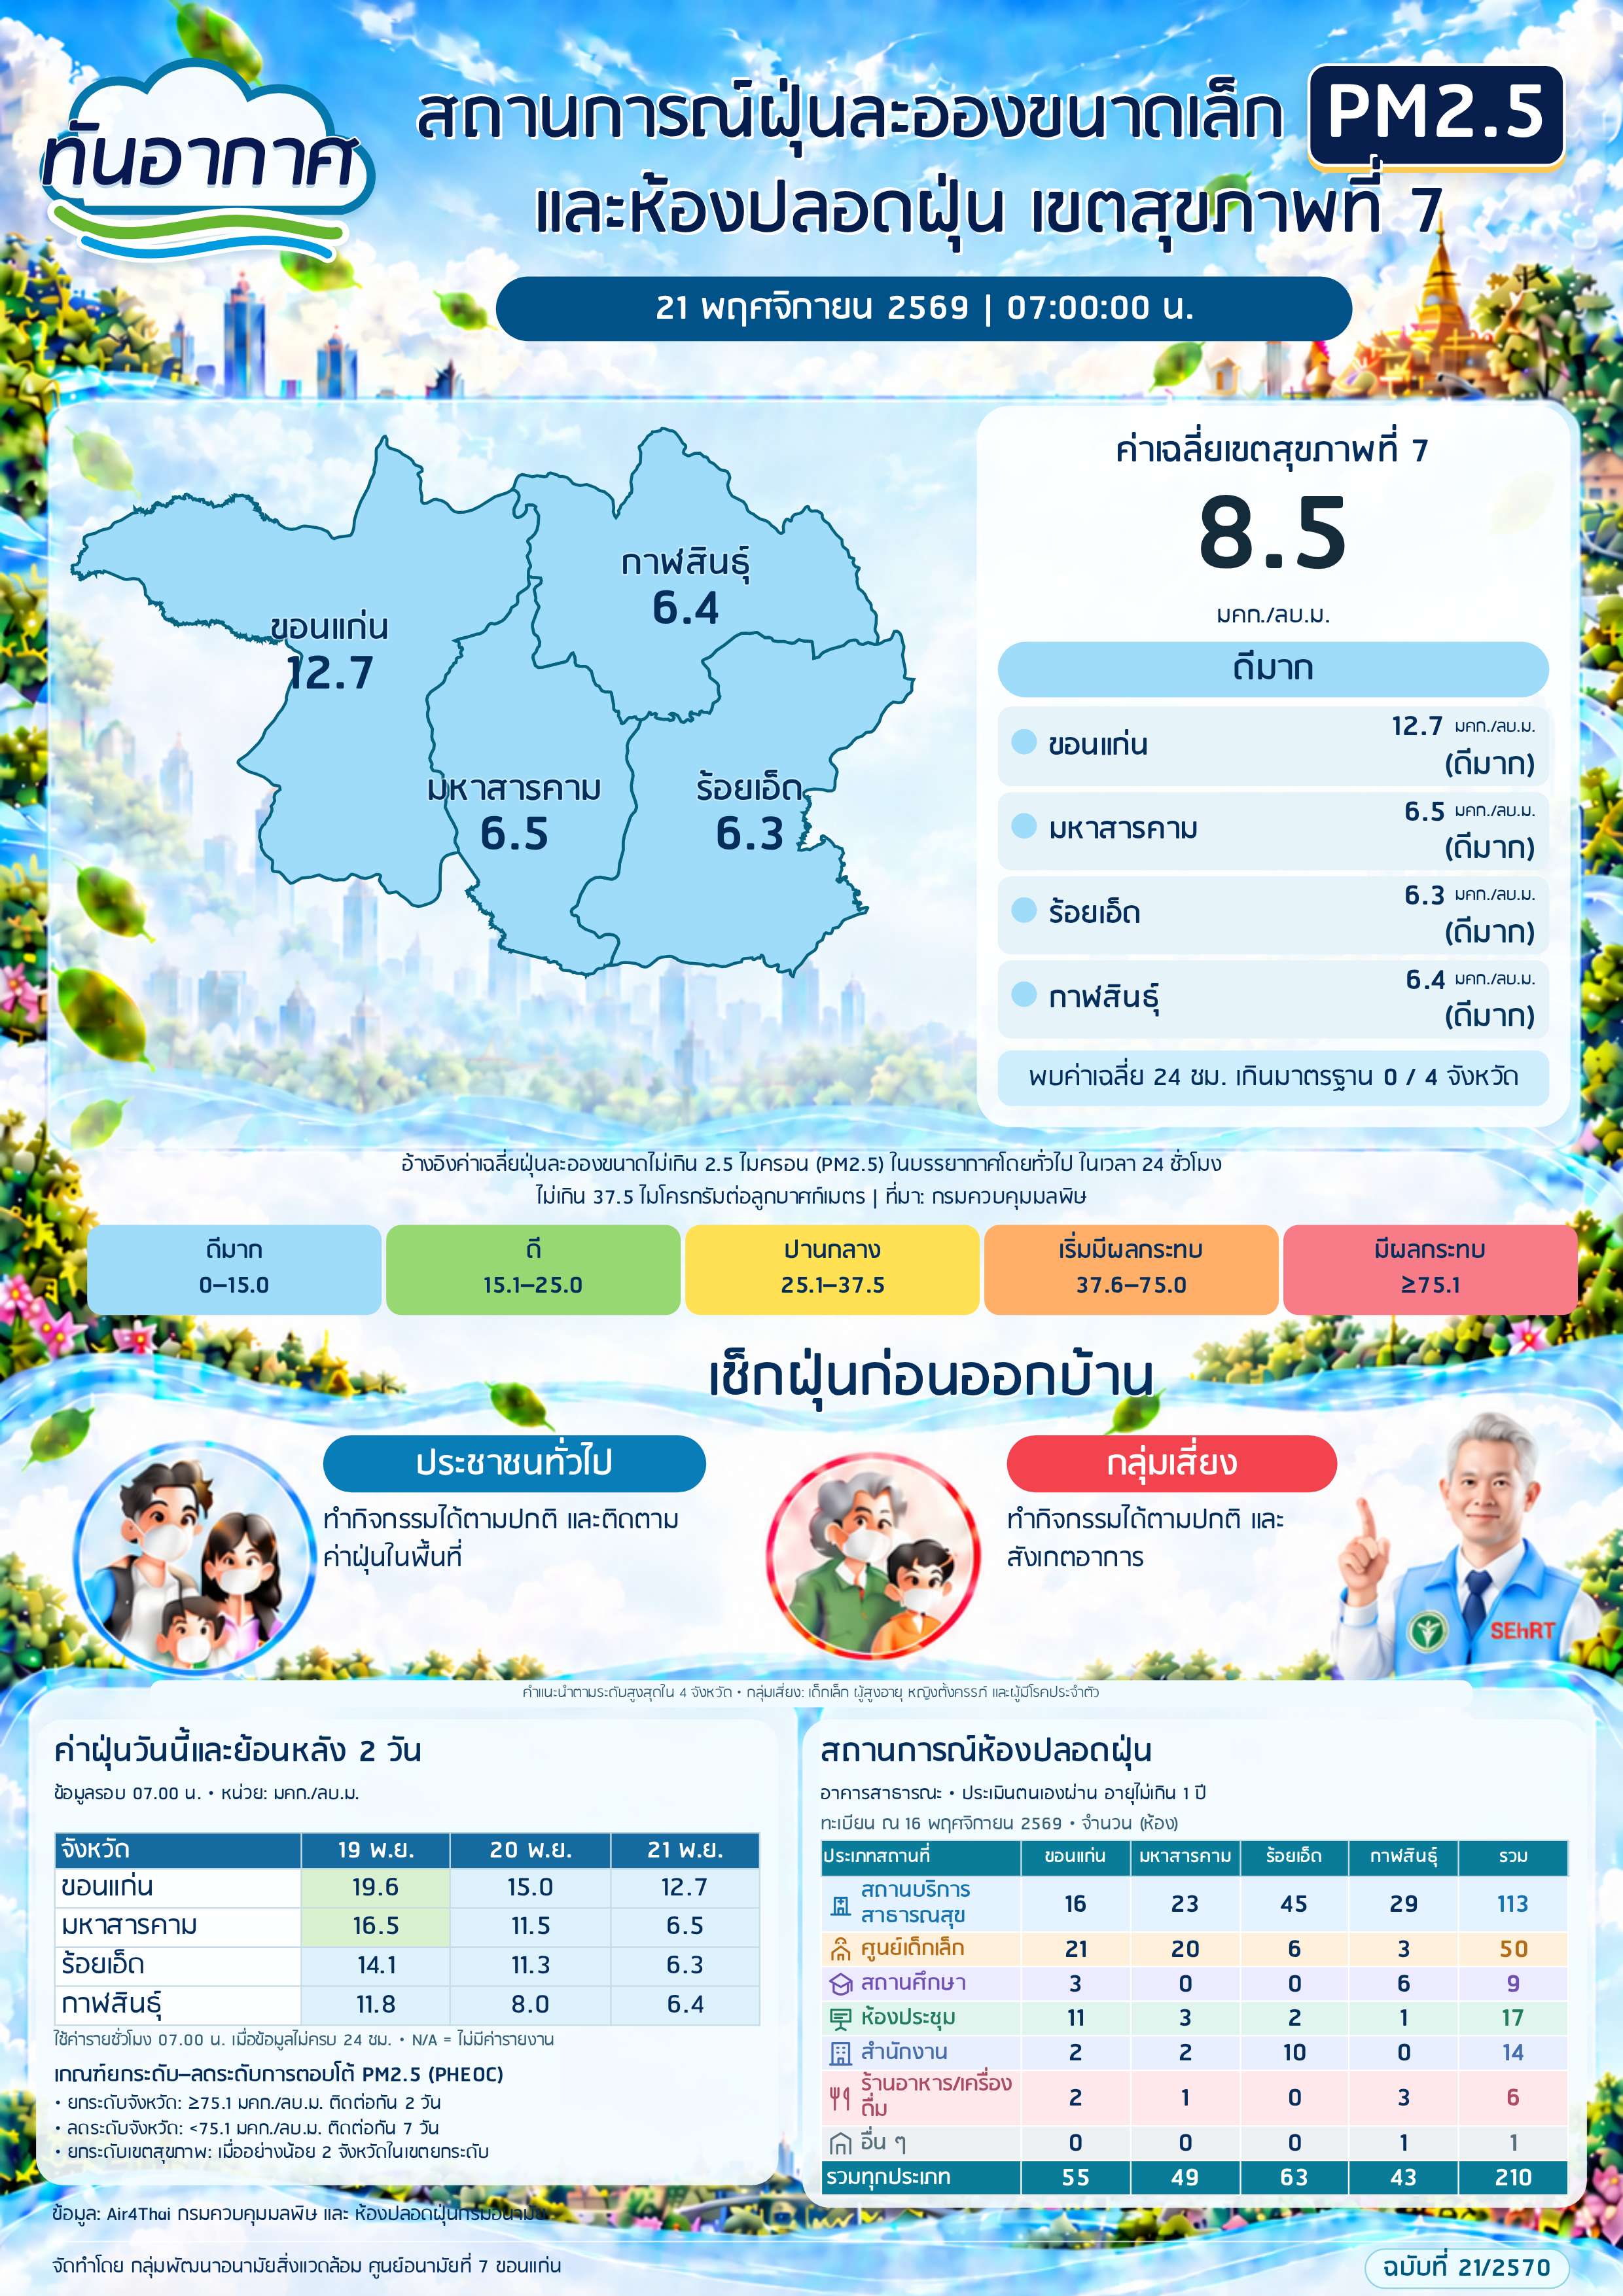 ทันอากาศ
สถานการณ์ฝุ่นละอองขนาดเล็ก PM2.5
และห้องปลอดฝุ่น เขตสุขภาพที่ 7
21 พฤศจิกายน 2569 | 07:00:00 น.
กาฬสินธุ์
6.4
ขอนแก่น
12.7
มหาสารคาม
6.5
ร้อยเอ็ด
6.3
ค่าเฉลี่ยเขตสุขภาพที่ 7
8.5
มคก./ลบ.ม.
ดีมาก
ขอนแก่น 12.7 มคก./ลบ.ม.
(ดีมาก)
มหาสารคาม 6.5 มคก./ลบ.ม.
(ดีมาก)
ร้อยเอ็ด 6.3 มคก./ลบ.ม.
(ดีมาก)
กาฬสินธุ์ 6.4 มคก./ลบ.ม.
(ดีมาก)
พบค่าเฉลี่ย 24 ชม. เกินมาตรฐาน 0 / 4 จังหวัด
อ้างอิงค่าเฉลี่ยฝุ่นละอองขนาดไม่เกิน 2.5 ไมครอน (PM2.5) ในบรรยากาศโดยทั่วไป ในเวลา 24 ชั่วโมง
ไม่เกิน 37.5 ไมโครกรัมต่อลูกบาศก์เมตร | ที่มา: กรมควบคุมมลพิษ
ดีมาก ดี ปานกลาง เริ่มมีผลกระทบ มีผลกระทบ
0–15.0 15.1–25.0 25.1–37.5 37.6–75.0 ≥75.1
เช็กฝุ่นก่อนออกบ้าน
ประชาชนทั่วไป
ทำกิจกรรมได้ตามปกติ และติดตาม
ค่าฝุ่นในพื้นที่
กลุ่มเสี่ยง
ทำกิจกรรมได้ตามปกติ และ
สังเกตอาการ
SEhRT
คำแนะนำตามระดับสูงสุดใน 4 จังหวัด • กลุ่มเสี่ยง: เด็กเล็ก ผู้สูงอายุ หญิงตั้งครรภ์ และผู้มีโรคประจำตัว
ค่าฝุ่นวันนี้และย้อนหลัง 2 วัน
ข้อมูลรอบ 07.00 น. • หน่วย: มคก./ลบ.ม.
จังหวัด 19 พ.ย. 20 พ.ย. 21 พ.ย.
ขอนแก่น 19.6 15.0 12.7
มหาสารคาม 16.5 11.5 6.5
ร้อยเอ็ด 14.1 11.3 6.3
กาฬสินธุ์ 11.8 8.0 6.4
ใช้ค่ารายชั่วโมง 07.00 น. เมื่อข้อมูลไม่ครบ 24 ชม. • N/A = ไม่มีค่ารายงาน
เกณฑ์ยกระดับ–ลดระดับการตอบโต้ PM2.5 (PHEOC)
• ยกระดับจังหวัด: ≥75.1 มคก./ลบ.ม. ติดต่อกัน 2 วัน
• ลดระดับจังหวัด: <75.1 มคก./ลบ.ม. ติดต่อกัน 7 วัน
• ยกระดับเขตสุขภาพ: เมื่ออย่างน้อย 2 จังหวัดในเขตยกระดับ
สถานการณ์ห้องปลอดฝุ่น
อาคารสาธารณะ • ประเมินตนเองผ่าน อายุไม่เกิน 1 ปี
ทะเบียน ณ 16 พฤศจิกายน 2569 • จำนวน (ห้อง)
ประเภทสถานที่ ขอนแก่น มหาสารคาม ร้อยเอ็ด กาฬสินธุ์ รวม
สถานบริการ
สาธารณสุข 16 23 45 29 113
ศูนย์เด็กเล็ก 21 20 6 3 50
สถานศึกษา 3 0 0 6 9
ห้องประชุม 11 3 2 1 17
สำนักงาน 2 2 10 0 14
ร้านอาหาร/เครื่อง
ดื่ม 2 1 0 3 6
อื่น ๆ 0 0 0 1 1
รวมทุกประเภท 55 49 63 43 210
ข้อมูล: Air4Thai กรมควบคุมมลพิษ และ ห้องปลอดฝุ่นกรมอนามัย
จัดทำโดย กลุ่มพัฒนาอนามัยสิ่งแวดล้อม ศูนย์อนามัยที่ 7 ขอนแก่น
ฉบับที่ 21/2570